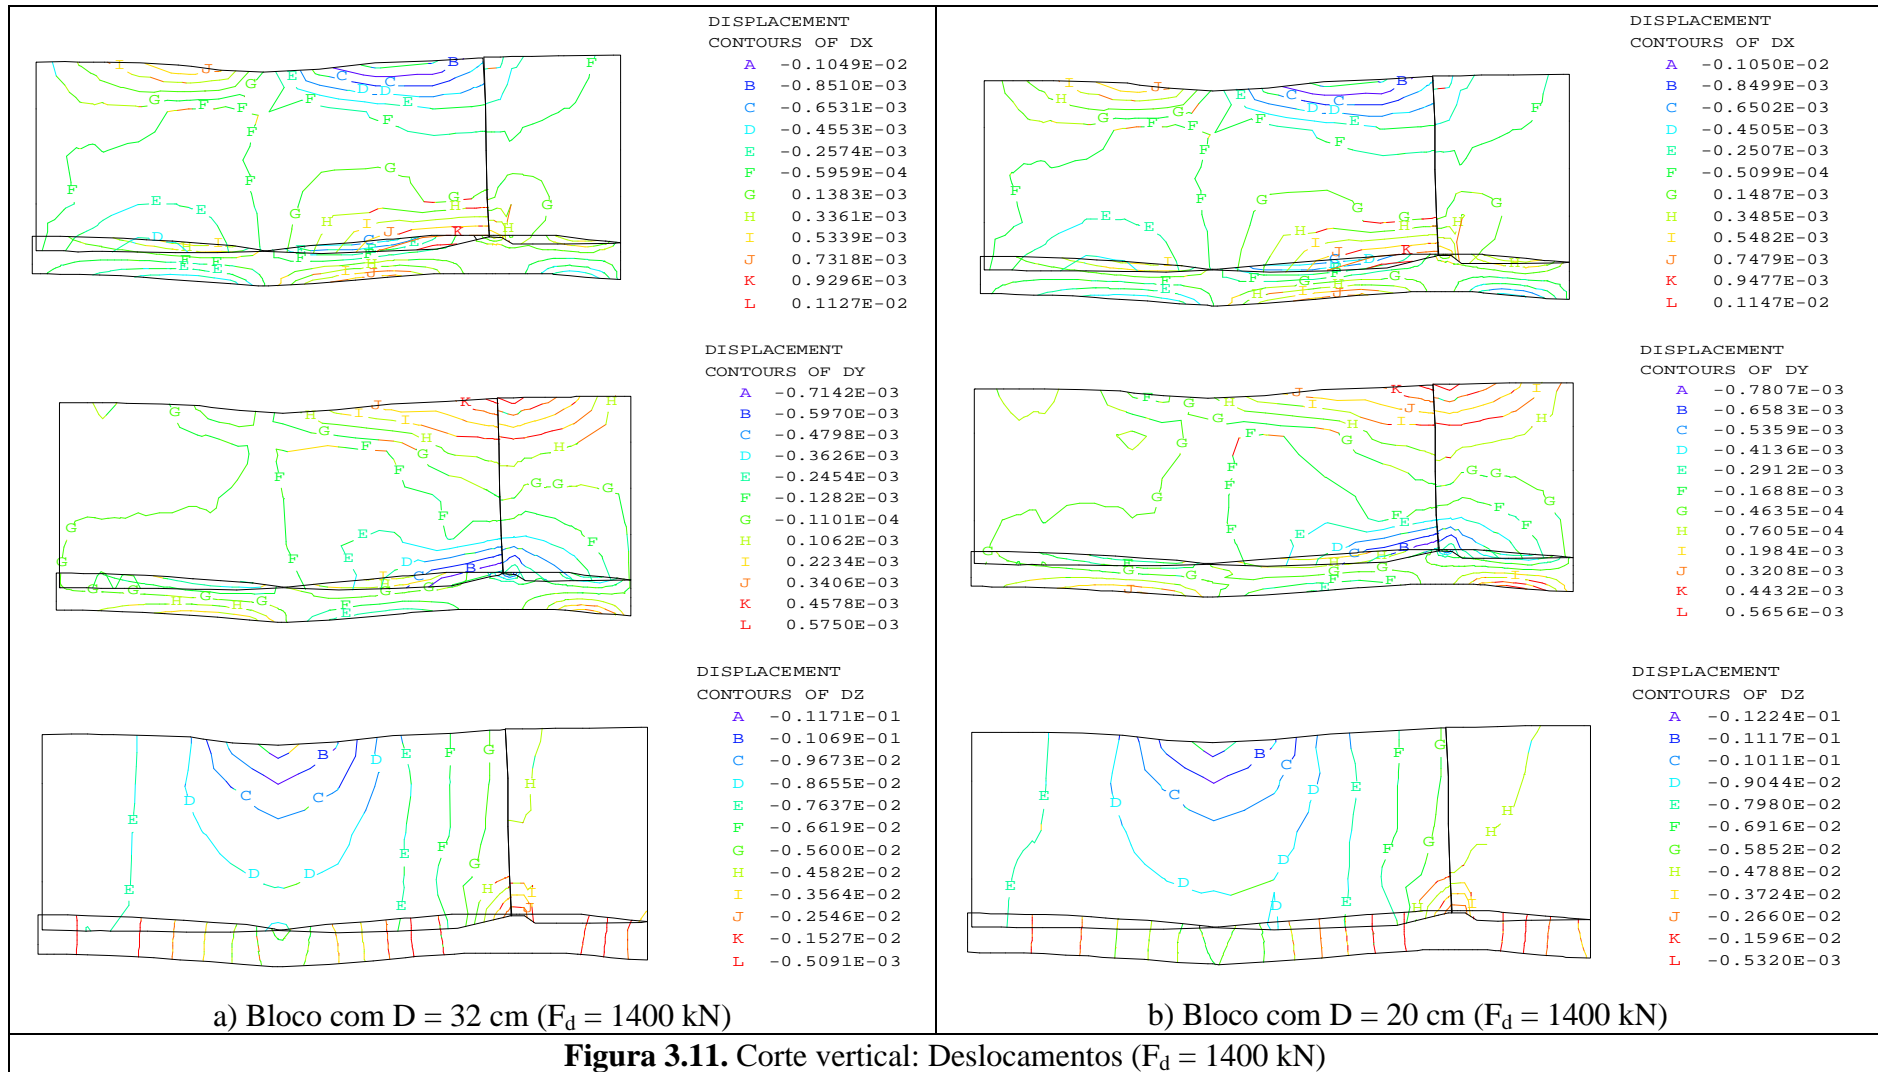 DISPLACEMENT
CONTOURS OF DX
A -0.1049E-02
B -0.8510E-03
C -0.6531E-03
D -0.4553E-03
E -0.2574E-03
F -0.5959E-04
G 0.1383E-03
H 0.3361E-03
I 0.5339E-03
J 0.7318E-03
K 0.9296E-03
L 0.1127E-02
DISPLACEMENT
CONTOURS OF DY
A -0.7142E-03
B -0.5970E-03
C -0.4798E-03
D -0.3626E-03
E -0.2454E-03
F -0.1282E-03
G -0.1101E-04
H 0.1062E-03
I 0.2234E-03
J 0.3406E-03
K 0.4578E-03
L 0.5750E-03
DISPLACEMENT
CONTOURS OF DZ
A -0.1171E-01
B -0.1069E-01
C -0.9673E-02
D -0.8655E-02
E -0.7637E-02
F -0.6619E-02
G -0.5600E-02
H -0.4582E-02
I -0.3564E-02
J -0.2546E-02
K -0.1527E-02
L -0.5091E-03
a) Bloco com D = 32 cm (Fd = 1400 kN)
DISPLACEMENT
CONTOURS OF DX
A -0.1050E-02
B -0.8499E-03
C -0.6502E-03
D -0.4505E-03
E -0.2507E-03
F -0.5099E-04
G 0.1487E-03
H 0.3485E-03
I 0.5482E-03
J 0.7479E-03
K 0.9477E-03
L 0.1147E-02
DISPLACEMENT
CONTOURS OF DY
A -0.7807E-03
B -0.6583E-03
C -0.5359E-03
D -0.4136E-03
E -0.2912E-03
F -0.1688E-03
G -0.4635E-04
H 0.7605E-04
I 0.1984E-03
J 0.3208E-03
K 0.4432E-03
L 0.5656E-03
DISPLACEMENT
CONTOURS OF DZ
A -0.1224E-01
B -0.1117E-01
C -0.1011E-01
D -0.9044E-02
E -0.7980E-02
F -0.6916E-02
G -0.5852E-02
H -0.4788E-02
I -0.3724E-02
J -0.2660E-02
K -0.1596E-02
L -0.5320E-03
b) Bloco com D = 20 cm (Fd = 1400 kN)
Figura 3.11. Corte vertical: Deslocamentos (Fd = 1400 kN)